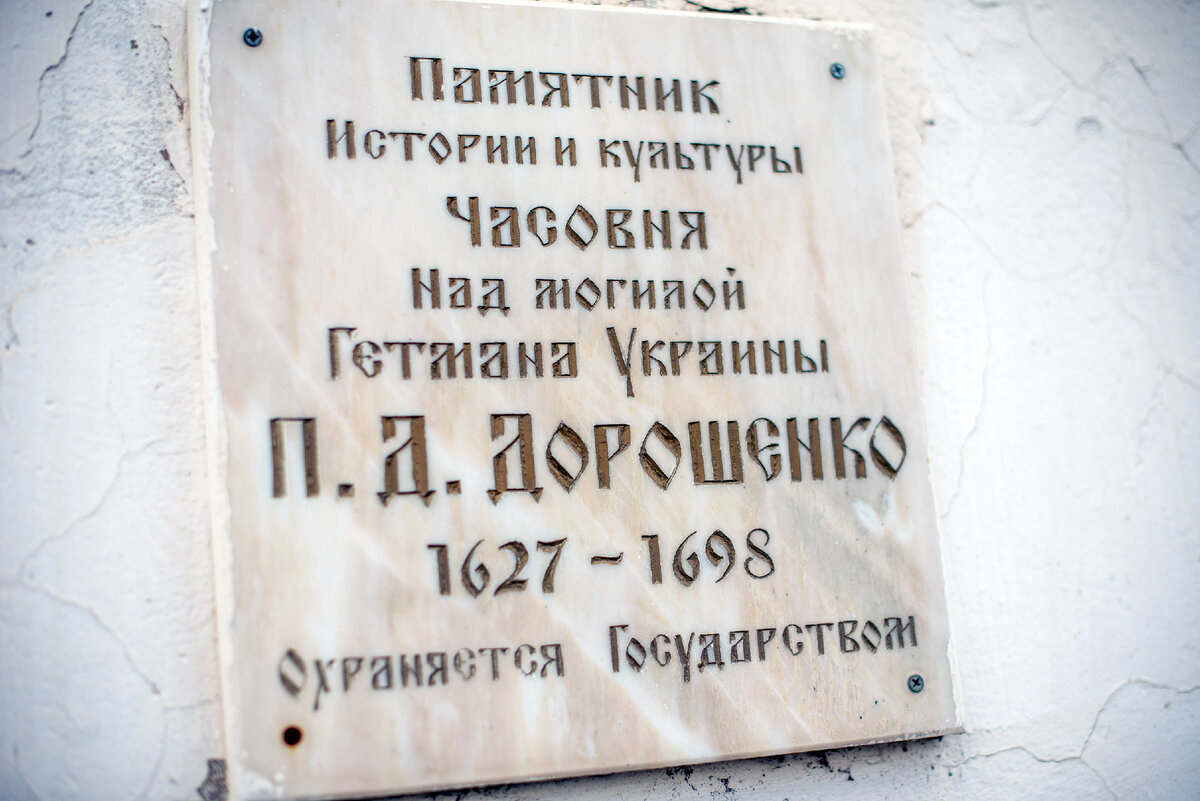 Памятник
Истории и культуры
Часовня
Над могилой
Гетмана Украины
П. Д. Дорошенко
1627 – 1698
Охраняется Государством